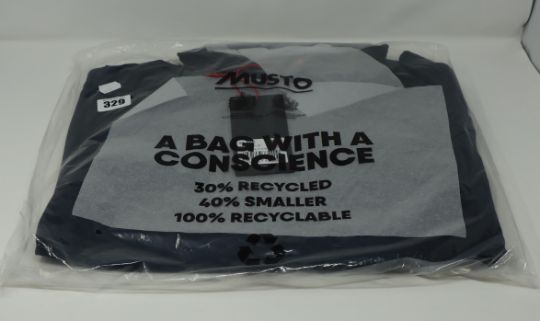 MUSTO
329
A BAG WITH A
CONSCIENCE
30% RECYCLED
40% SMALLER
100% RECYCLABLE